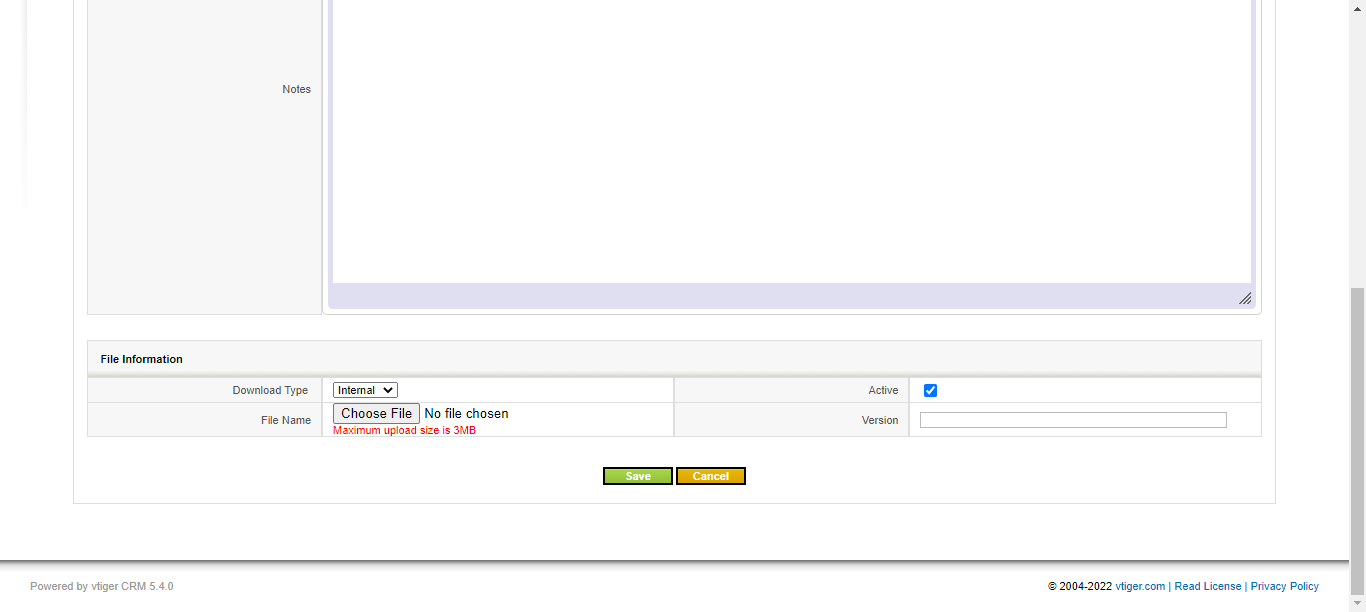 Notes
File Information
Download Type Internal Active
File Name Choose File No file chosen Version
Maximum upload size is 3MB
Save Cancel
Powered by vtiger CRM 5.4.0 © 2004-2022 vtiger.com | Read License | Privacy Policy